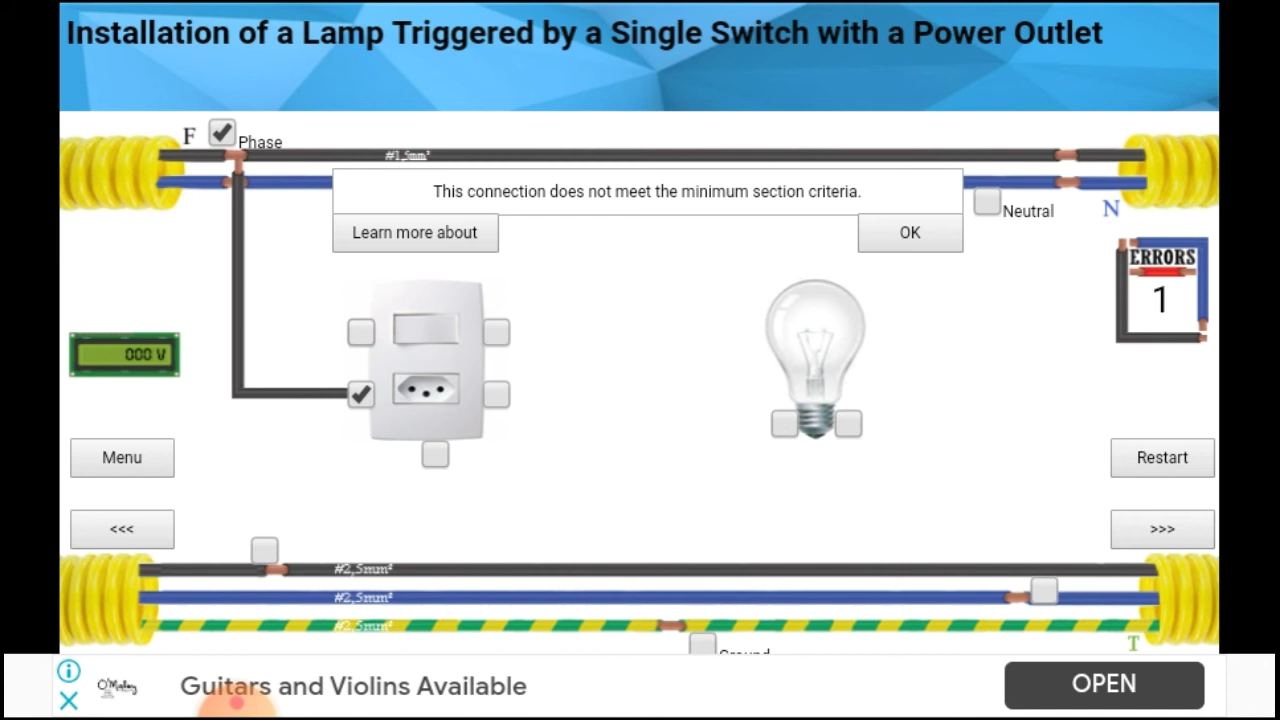 Installation of a Lamp Triggered by a Single Switch with a Power Outlet
F
Phase
#1,5mm²
This connection does not meet the minimum section criteria.
Learn more about
OK
Neutral
N
ERRORS
1
000 V
Menu
Restart
<<<
>>>
#2,5mm²
#2,5mm²
#2,5mm²
T
Ground
O'Malley
Guitars and Violins Available
OPEN